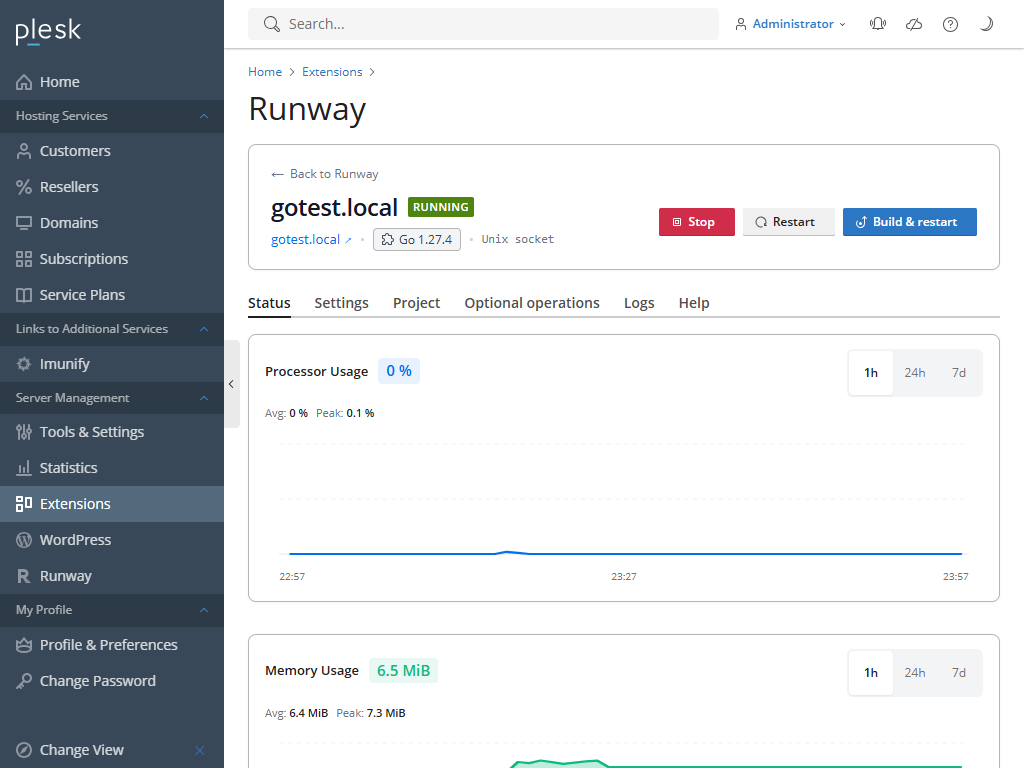 plesk
Home
Hosting Services
Customers
Resellers
Domains
Subscriptions
Service Plans
Links to Additional Services
Imunify
Server Management
Tools & Settings
Statistics
Extensions
WordPress
Runway
My Profile
Profile & Preferences
Change Password
Change View
Search...
Administrator
Home > Extensions >
Runway
← Back to Runway
gotest.local RUNNING
gotest.local ↗ • Go 1.27.4 • Unix socket
Stop Restart Build & restart
Status Settings Project Optional operations Logs Help
Processor Usage 0 % 1h 24h 7d
Avg: 0 % Peak: 0.1 %
22:57 23:27 23:57
Memory Usage 6.5 MiB 1h 24h 7d
Avg: 6.4 MiB Peak: 7.3 MiB